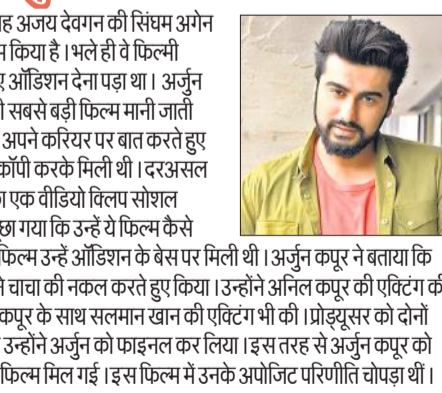 ह अजय देवगन की सिंघम अगेन
म किया है । भले ही वे फिल्मी
ए ऑडिशन देना पड़ा था । अर्जुन
ी सबसे बड़ी फिल्म मानी जाती
अपने करियर पर बात करते हुए
कॉपी करके मिली थी । दरअसल
ा एक वीडियो क्लिप सोशल
छा गया कि उन्हें ये फिल्म कैसे
फिल्म उन्हें ऑडिशन के बेस पर मिली थी । अर्जुन कपूर ने बताया कि
े चाचा की नकल करते हुए किया । उन्होंने अनिल कपूर की एक्टिंग की
कपूर के साथ सलमान खान की एक्टिंग भी की । प्रोड्यूसर को दोनों
उन्होंने अर्जुन को फाइनल कर लिया । इस तरह से अर्जुन कपूर को
फिल्म मिल गई । इस फिल्म में उनके अपोजिट परिणीति चोपड़ा थीं ।